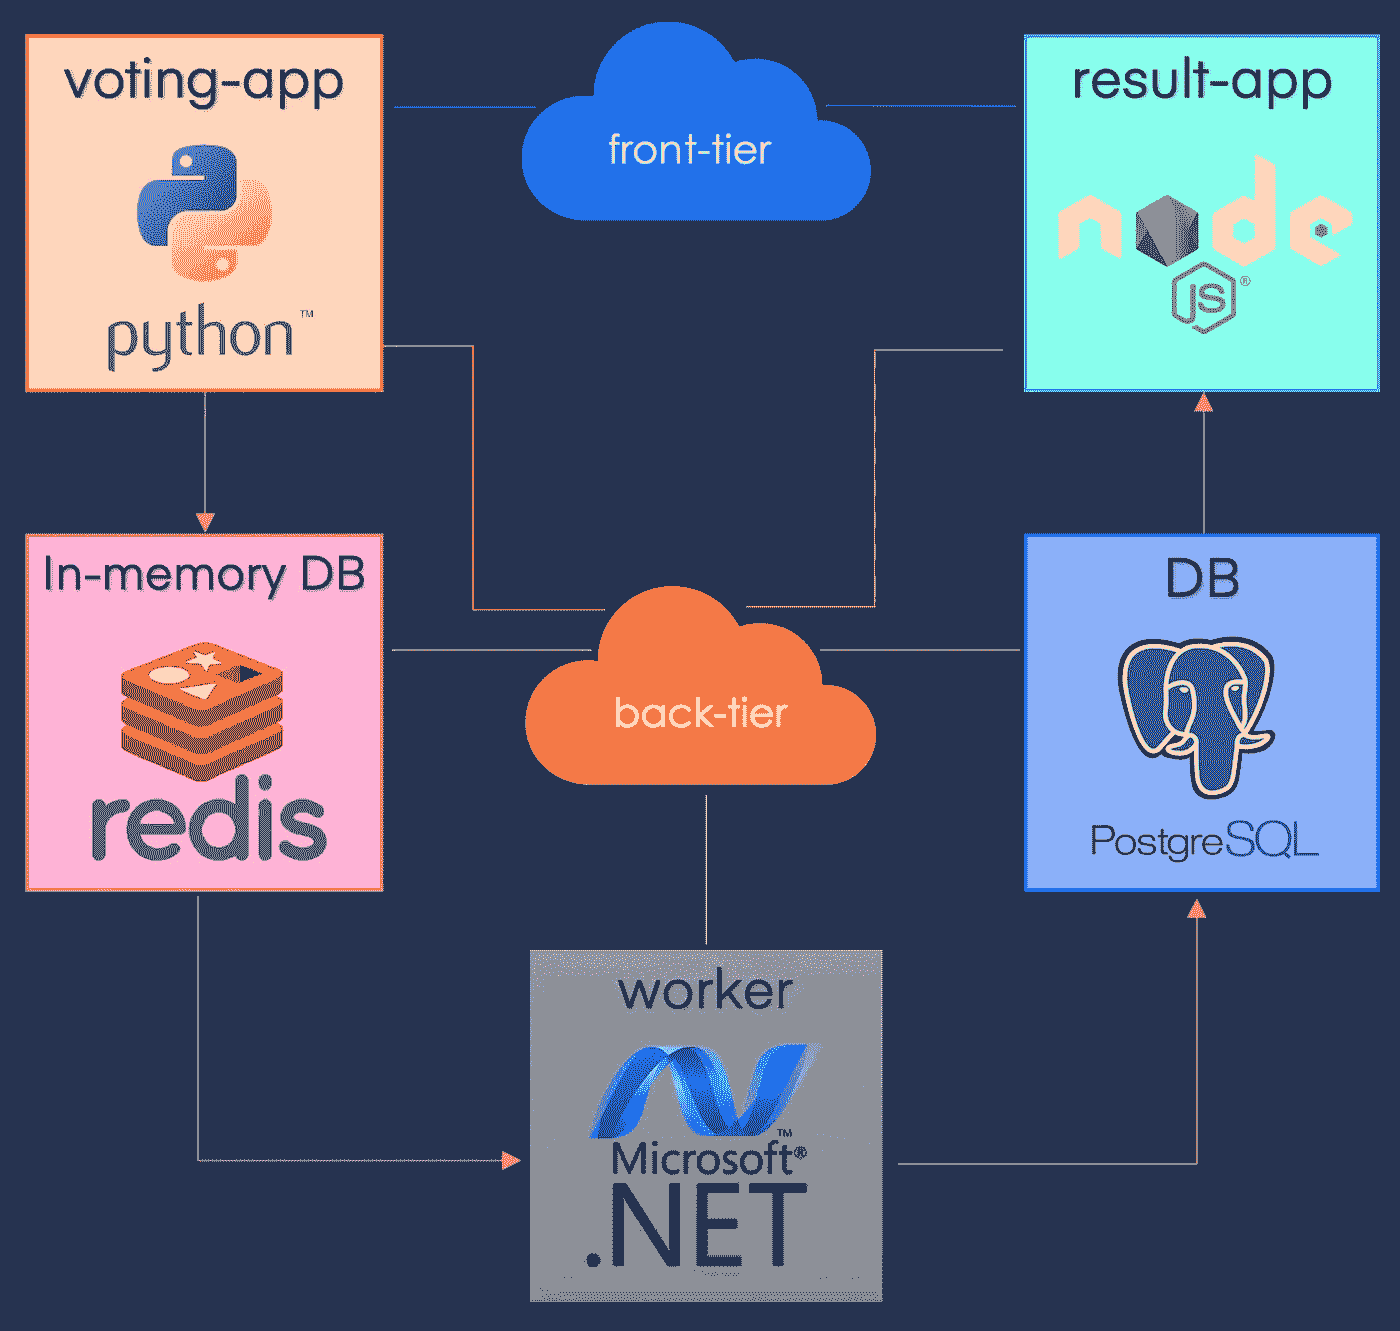 voting-app
python™
front-tier
result-app
node
JS®
In-memory DB
redis
back-tier
DB
PostgreSQL
worker
™
Microsoft®
.NET